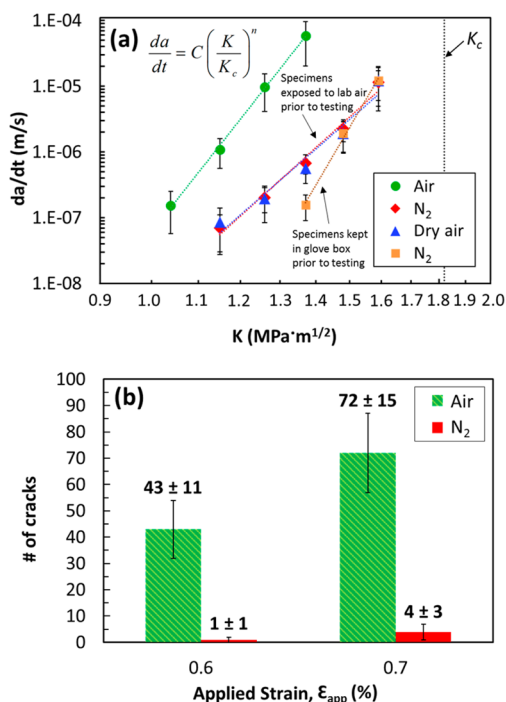 (a)
da/dt = C(K/Kc)^n
Kc
Specimens
exposed to lab air
prior to testing
Specimens kept
in glove box
prior to testing
Air
N2
Dry air
N2
da/dt (m/s)
1.E-04
1.E-05
1.E-06
1.E-07
1.E-08
0.9 1.0 1.1 1.2 1.3 1.4 1.5 1.6 1.7 1.8 1.9 2.0
K (MPa·m1/2)
(b)
Air
N2
# of cracks
100
90
80
70
60
50
40
30
20
10
0
43 ± 11
1 ± 1
72 ± 15
4 ± 3
0.6 0.7
Applied Strain, Ɛapp (%)